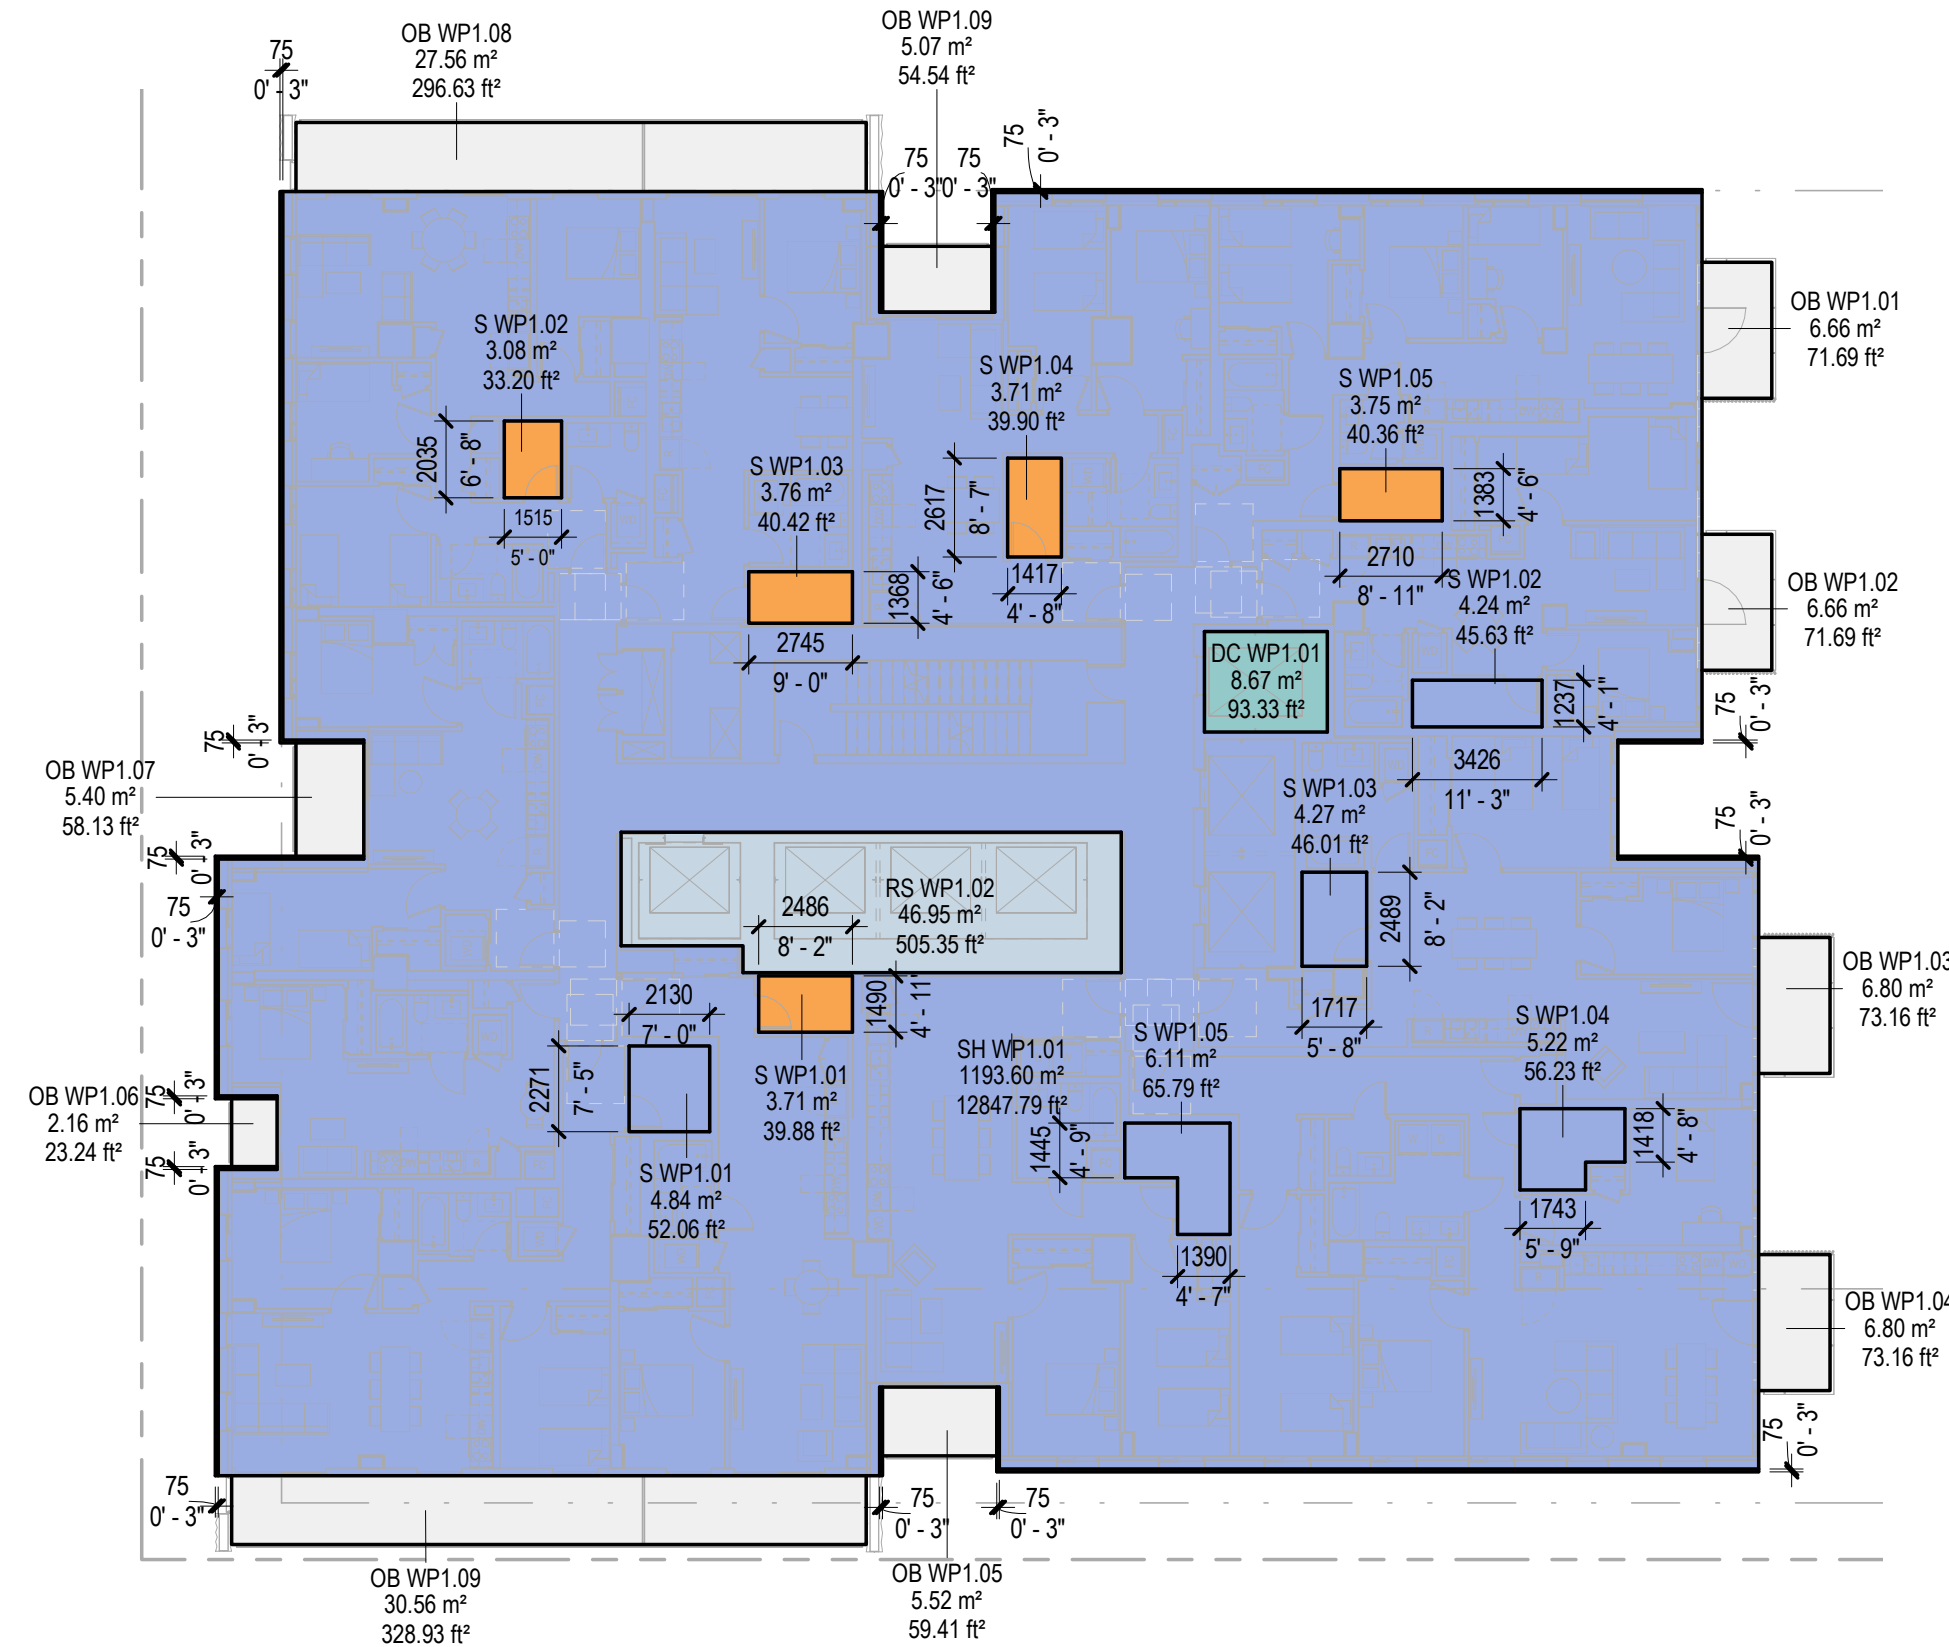 OB WP1.08
27.56 m²
296.63 ft²
OB WP1.09
5.07 m²
54.54 ft²
75
0' - 3"
75
0' - 3"
75
0' - 3"
75
0' - 3"
OB WP1.01
6.66 m²
71.69 ft²
S WP1.02
3.08 m²
33.20 ft²
2035
6' - 8"
1515
5' - 0"
S WP1.03
3.76 m²
40.42 ft²
1368
4' - 6"
2745
9' - 0"
S WP1.04
3.71 m²
39.90 ft²
2617
8' - 7"
1417
4' - 8"
S WP1.05
3.75 m²
40.36 ft²
1383
4' - 6"
2710
8' - 11"
S WP1.02
4.24 m²
45.63 ft²
1237
4' - 1"
3426
11' - 3"
OB WP1.02
6.66 m²
71.69 ft²
DC WP1.01
8.67 m²
93.33 ft²
75
0' - 3"
75
0' - 3"
75
0' - 3"
OB WP1.07
5.40 m²
58.13 ft²
75
0' - 3"
75
0' - 3"
S WP1.03
4.27 m²
46.01 ft²
2489
8' - 2"
1717
5' - 8"
RS WP1.02
46.95 m²
505.35 ft²
2486
8' - 2"
1490
4' - 11"
S WP1.01
3.71 m²
39.88 ft²
2130
7' - 0"
2271
7' - 5"
S WP1.01
4.84 m²
52.06 ft²
SH WP1.01
1193.60 m²
12847.79 ft²
S WP1.05
6.11 m²
65.79 ft²
1445
4' - 9"
1390
4' - 7"
S WP1.04
5.22 m²
56.23 ft²
1418
4' - 8"
1743
5' - 9"
OB WP1.03
6.80 m²
73.16 ft²
OB WP1.06
2.16 m²
23.24 ft²
75
0' - 3"
75
0' - 3"
OB WP1.04
6.80 m²
73.16 ft²
75
0' - 3"
75
0' - 3"
75
0' - 3"
75
0' - 3"
OB WP1.09
30.56 m²
328.93 ft²
OB WP1.05
5.52 m²
59.41 ft²